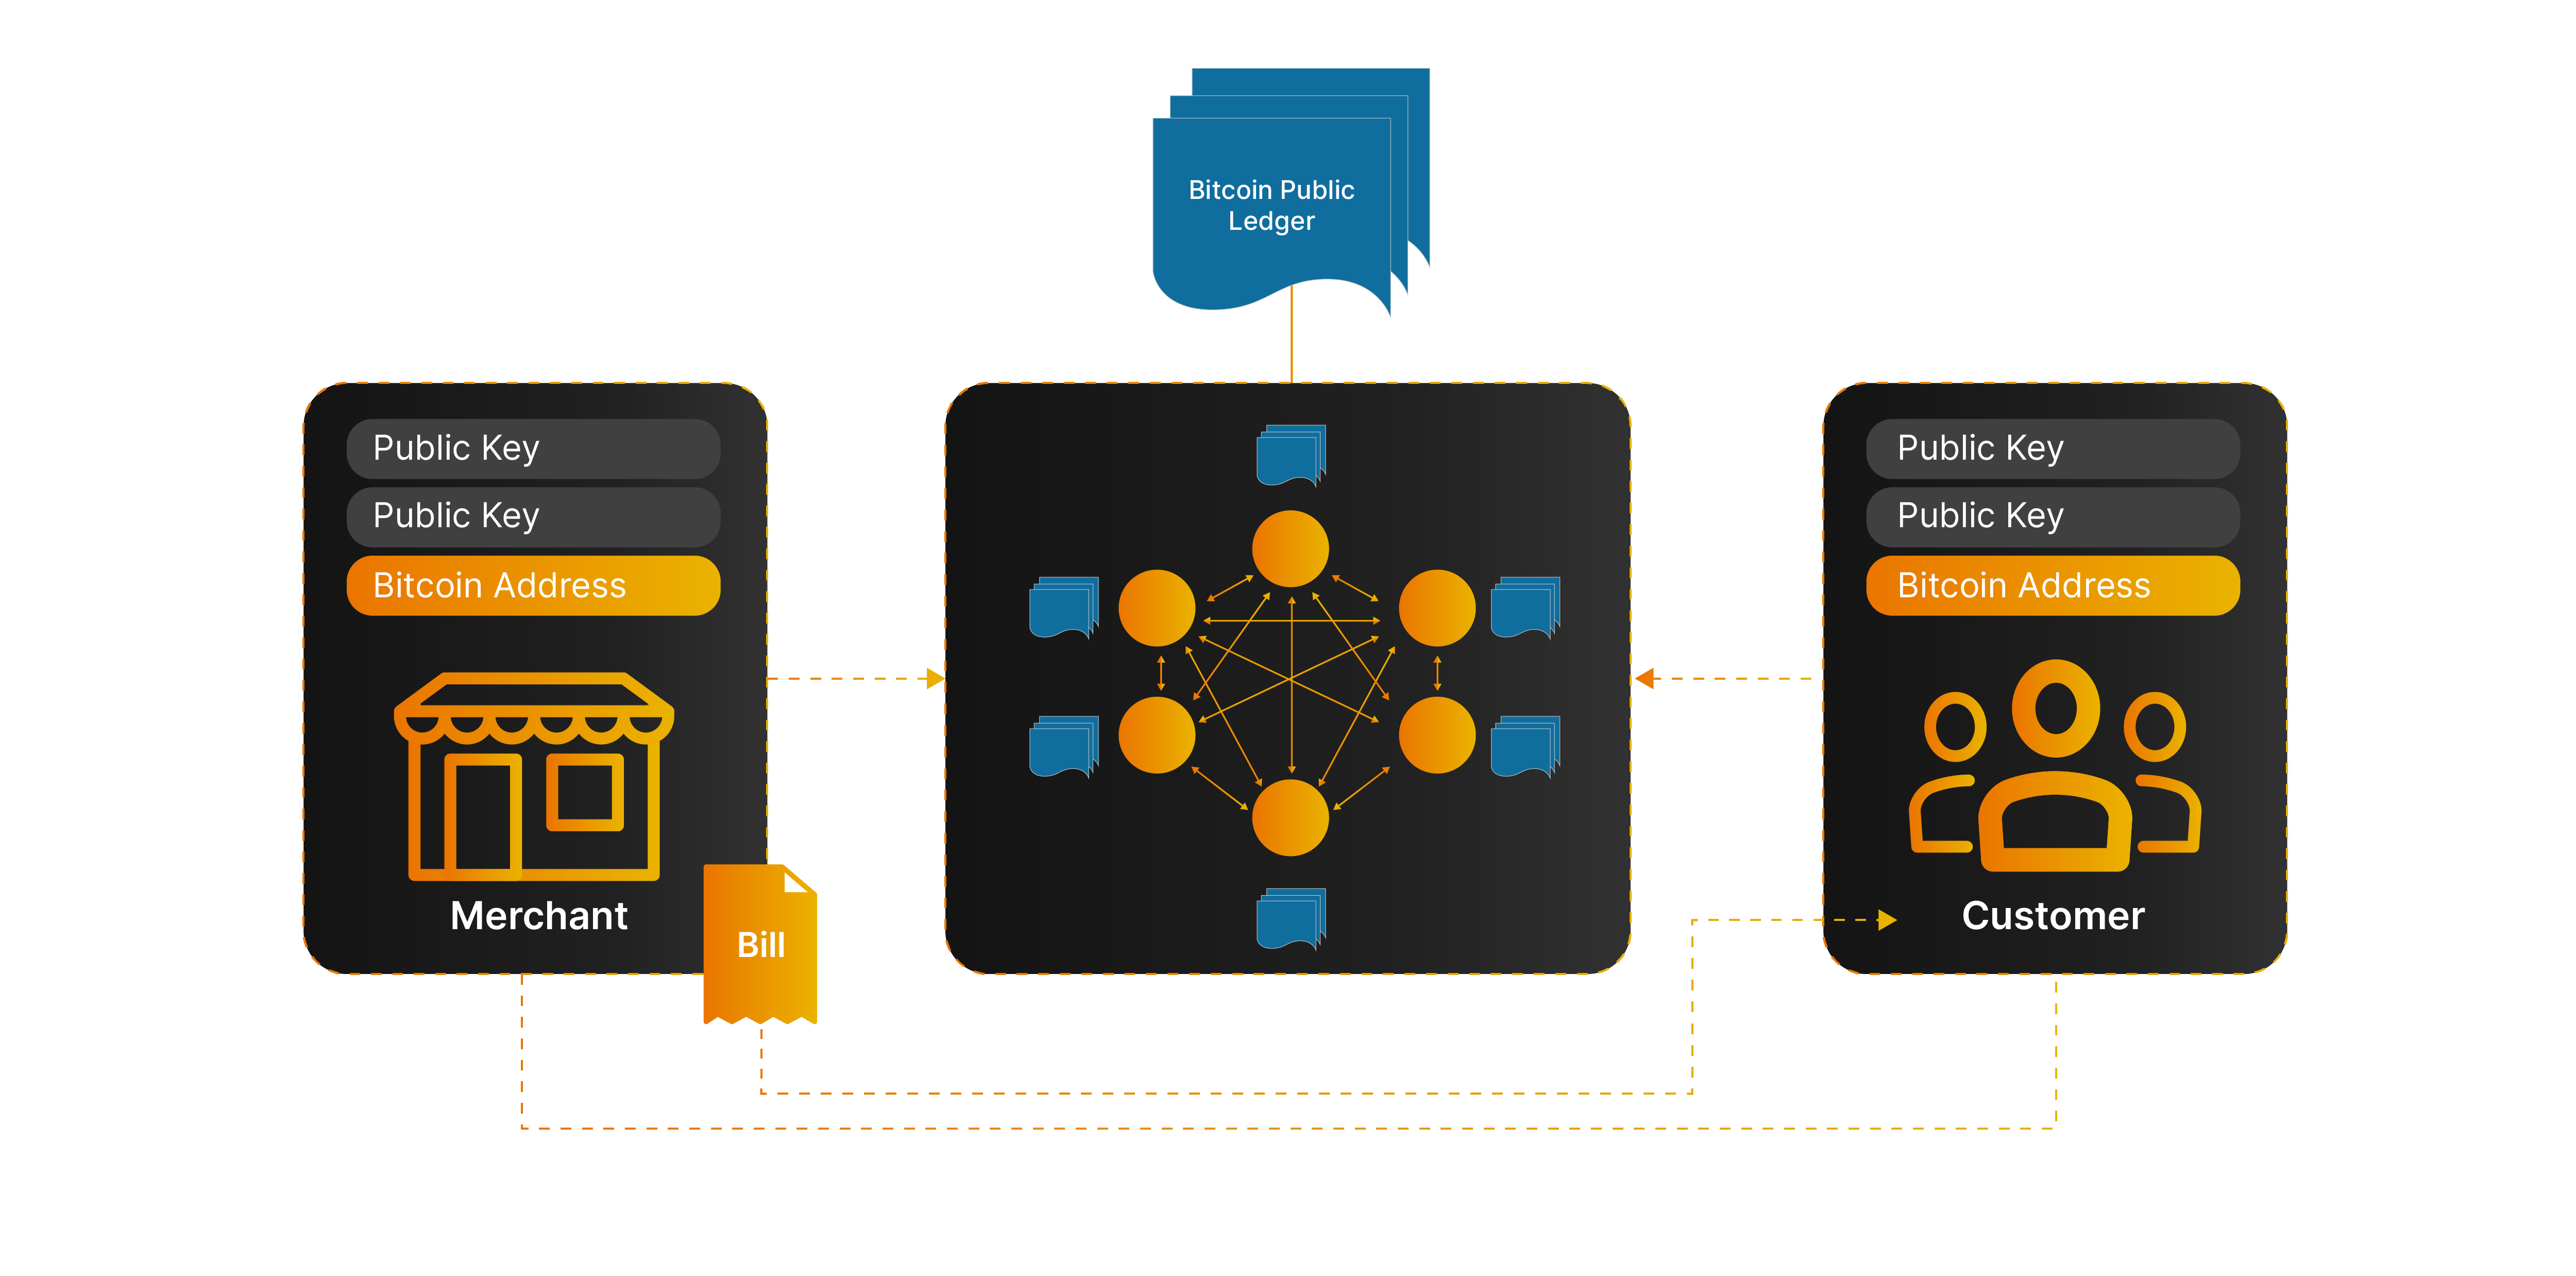 Bitcoin Public
Ledger
Public Key
Public Key
Bitcoin Address
Merchant
Bill
Public Key
Public Key
Bitcoin Address
Customer